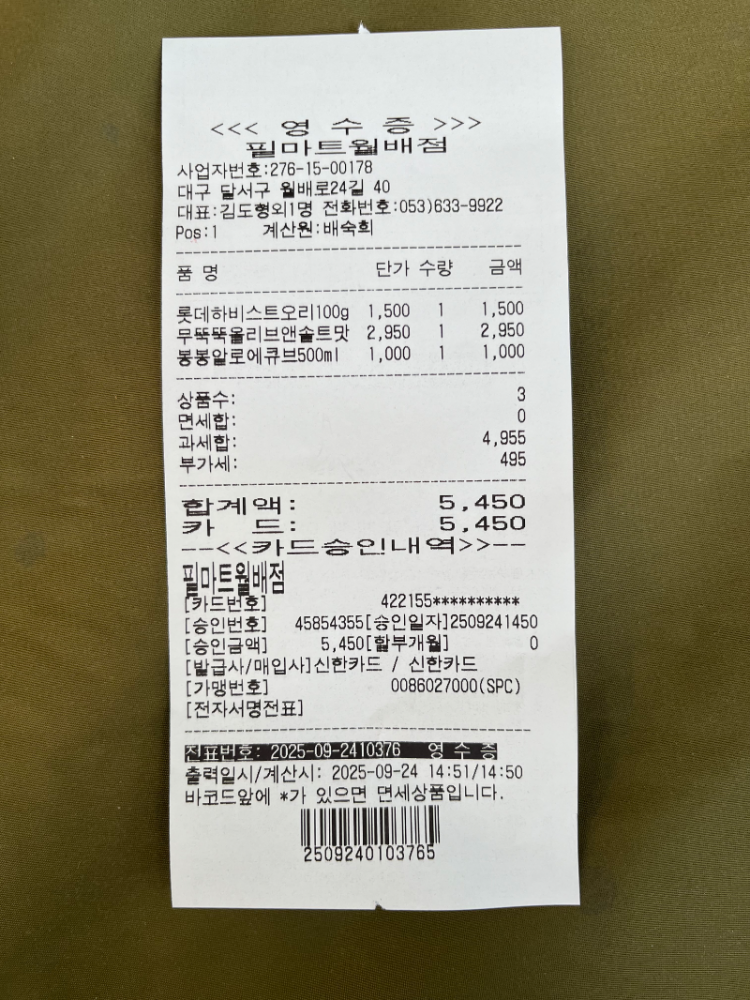 <<< 영 수 증 >>>
필마트월배점
사업자번호:276-15-00178
대구 달서구 월배로24길 40
대표:김도형외1명 전화번호:053)633-9922
Pos:1 계산원:배숙희
품 명 단가 수량 금액
롯데하비스트오리100g 1,500 1 1,500
무뚝뚝올리브앤솔트맛 2,950 1 2,950
봉봉알로에큐브500ml 1,000 1 1,000
상품수: 3
면세합: 0
과세합: 4,955
부가세: 495
합계액: 5,450
카 드: 5,450
--<<카드승인내역>>--
필마트월배점
[카드번호] 422155**********
[승인번호] 45854355[승인일자]2509241450
[승인금액] 5,450[할부개월] 0
[발급사/매입사]신한카드 / 신한카드
[가맹번호] 0086027000(SPC)
[전자서명전표]
전표번호: 2025-09-2410376 영 수 증
출력일시/계산시: 2025-09-24 14:51/14:50
바코드앞에 *가 있으면 면세상품입니다.
2509240103765